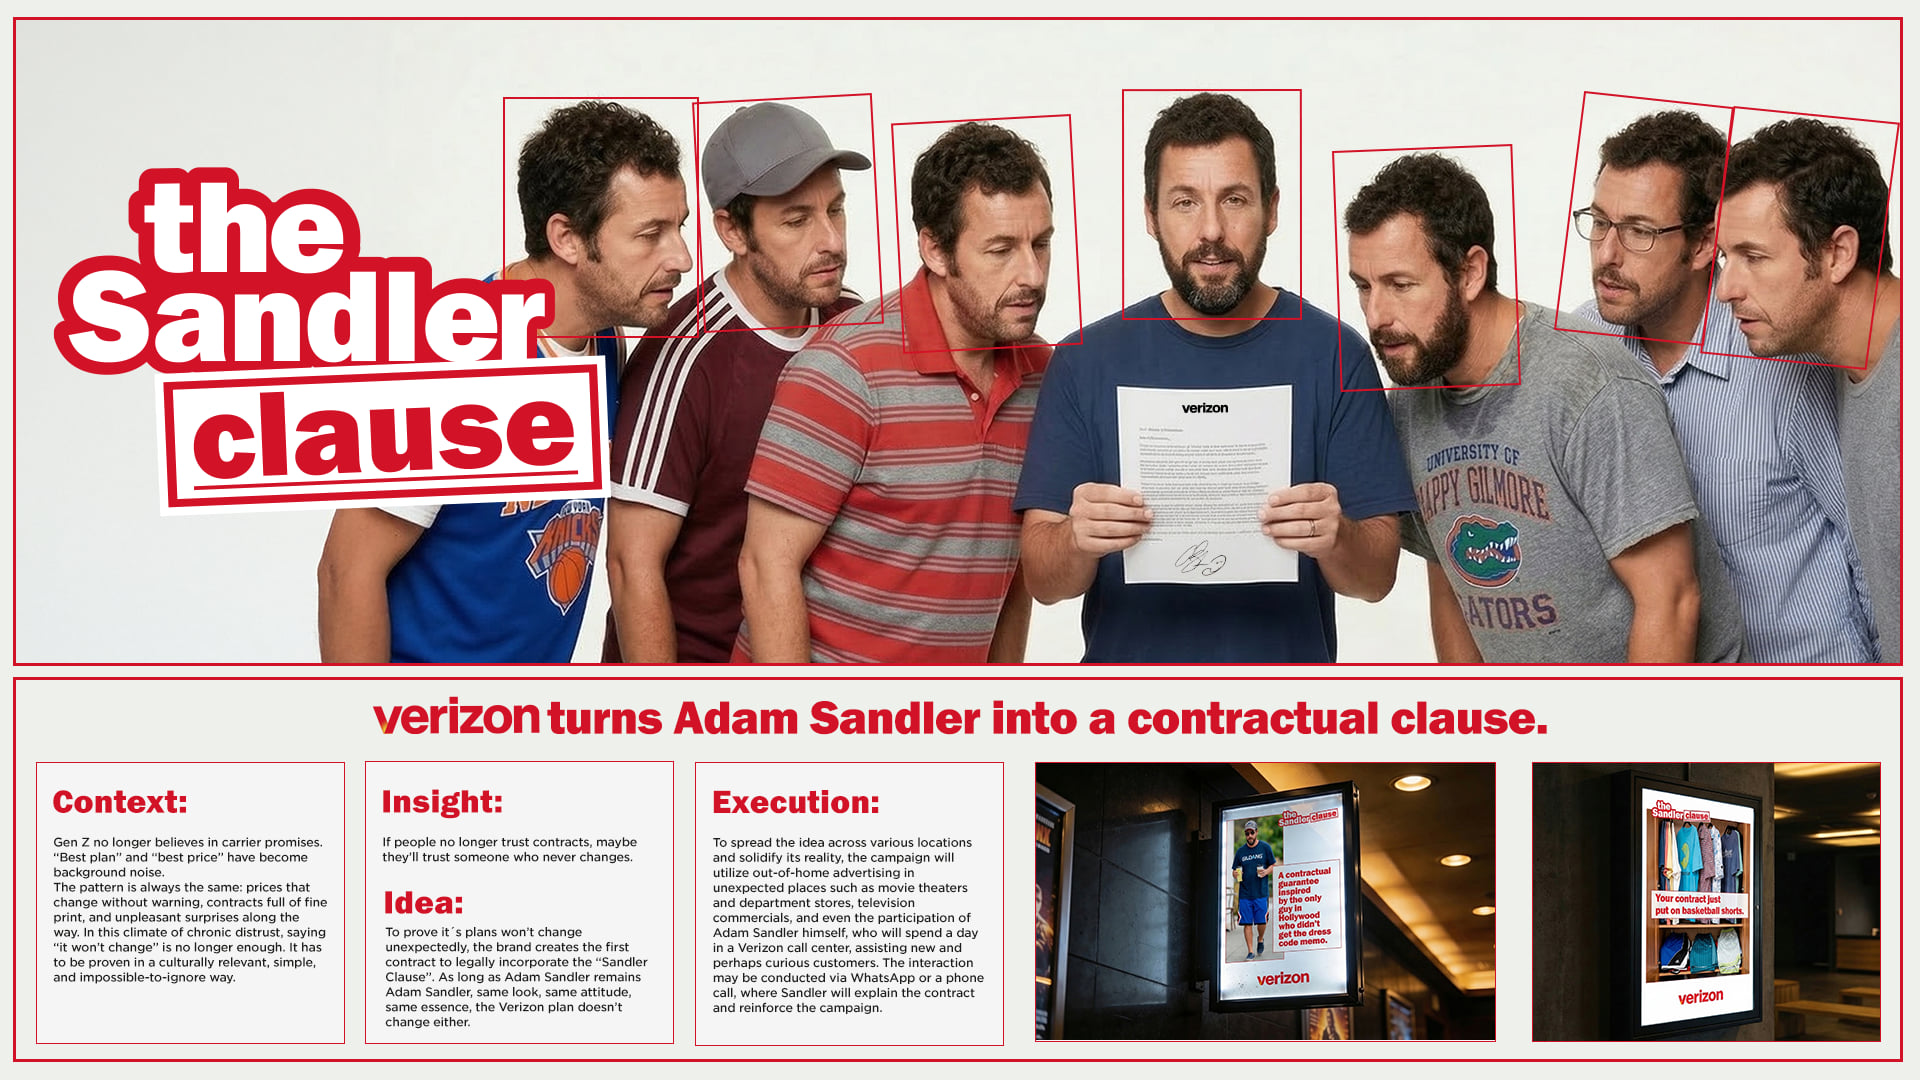 the
Sandler
clause
NEW YORK
KNICKS
verizon
UNIVERSITY OF
HAPPY GILMORE
GATORS
verizon turns Adam Sandler into a contractual clause.
Context:
Gen Z no longer believes in carrier promises.
“Best plan” and “best price” have become
background noise.
The pattern is always the same: prices that
change without warning, contracts full of fine
print, and unpleasant surprises along the
way. In this climate of chronic distrust, saying
“it won’t change” is no longer enough. It has
to be proven in a culturally relevant, simple,
and impossible-to-ignore way.
Insight:
If people no longer trust contracts, maybe
they’ll trust someone who never changes.
Idea:
To prove it´s plans won’t change
unexpectedly, the brand creates the first
contract to legally incorporate the “Sandler
Clause”. As long as Adam Sandler remains
Adam Sandler, same look, same attitude,
same essence, the Verizon plan doesn’t
change either.
Execution:
To spread the idea across various locations
and solidify its reality, the campaign will
utilize out-of-home advertising in
unexpected places such as movie theaters
and department stores, television
commercials, and even the participation of
Adam Sandler himself, who will spend a day
in a Verizon call center, assisting new and
perhaps curious customers. The interaction
may be conducted via WhatsApp or a phone
call, where Sandler will explain the contract
and reinforce the campaign.
the
Sandler clause
A contractual
guarantee
inspired
by the only
guy in
Hollywood
who didn’t
get the dress
code memo.
verizon
the
Sandler clause
Your contract just
put on basketball shorts.
verizon